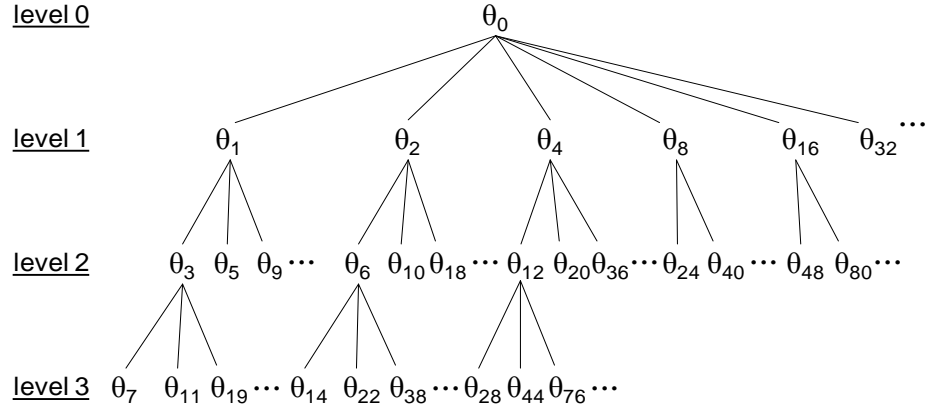 level 0 θ₀
level 1 θ₁ θ₂ θ₄ θ₈ θ₁₆ θ₃₂ ...
level 2 θ₃ θ₅ θ₉ ... θ₆ θ₁₀ θ₁₈ ... θ₁₂ θ₂₀ θ₃₆ ... θ₂₄ θ₄₀ ... θ₄₈ θ₈₀ ...
level 3 θ₇ θ₁₁ θ₁₉ ... θ₁₄ θ₂₂ θ₃₈ ... θ₂₈ θ₄₄ θ₇₆ ...